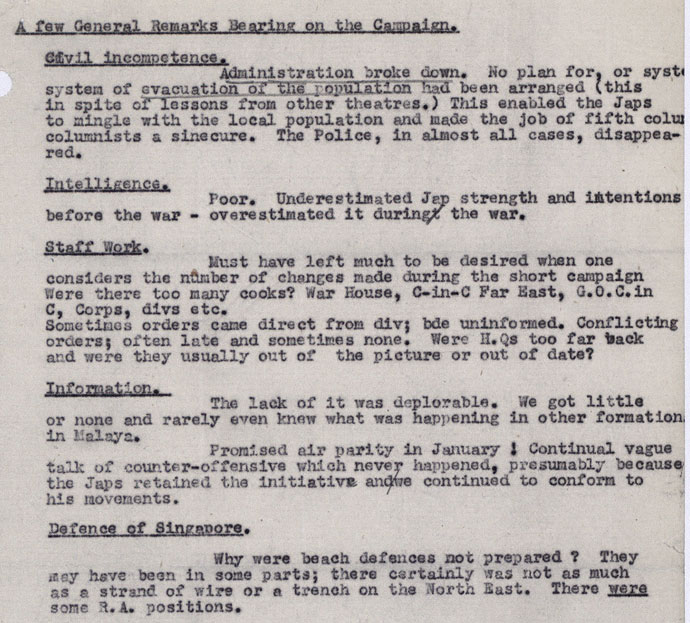 A few General Remarks Bearing on the Campaign.
Civil incompetence.
Administration broke down. No plan for, or syste
system of evacuation of the population had been arranged (this
in spite of lessons from other theatres.) This enabled the Japs
to mingle with the local population and made the job of fifth colum
columnists a sinecure. The Police, in almost all cases, disappea-
red.
Intelligence.
Poor. Underestimated Jap strength and intentions
before the war - overestimated it during the war.
Staff Work.
Must have left much to be desired when one
considers the number of changes made during the short campaign
Were there too many cooks? War House, C-in-C Far East, G.O.C.in
C, Corps, divs etc.
Sometimes orders came direct from div; bde uninformed. Conflicting
orders; often late and sometimes none. Were H.Qs too far back
and were they usually out of the picture or out of date?
Information.
The lack of it was deplorable. We got little
or none and rarely even knew what was happening in other formation
in Malaya.
Promised air parity in January ! Continual vague
talk of counter-offensive which never happened, presumably because
the Japs retained the initiative and/we continued to conform to
his movements.
Defence of Singapore.
Why were beach defences not prepared ? They
may have been in some parts; there certainly was not as much
as a strand of wire or a trench on the North East. There were
some R.A. positions.